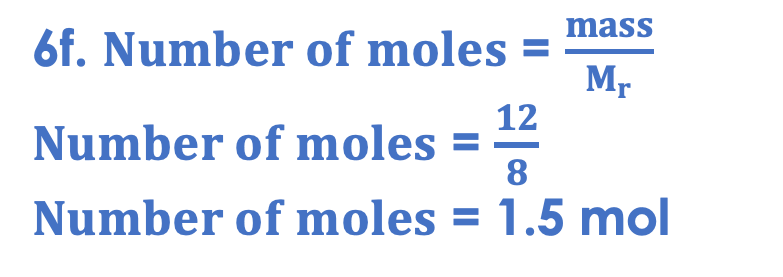 6f. Number of moles = mass/Mᵣ
Number of moles = 12/8
Number of moles = 1.5 mol